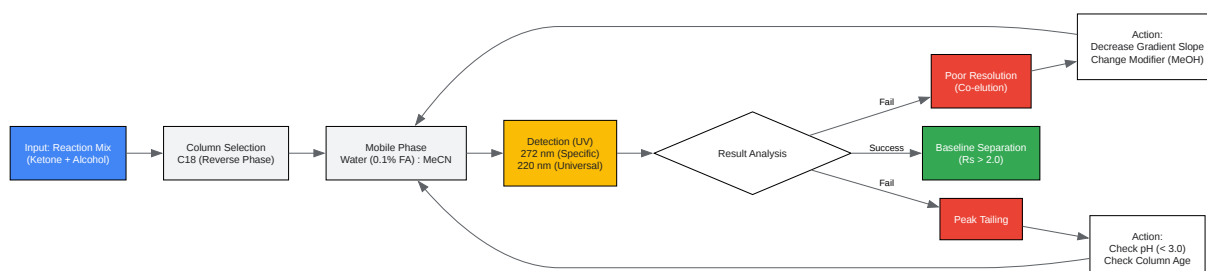 Input: Reaction Mix
(Ketone + Alcohol)
Column Selection
C18 (Reverse Phase)
Mobile Phase
Water (0.1% FA) : MeCN
Detection (UV)
272 nm (Specific)
220 nm (Universal)
Result Analysis
Fail
Success
Fail
Poor Resolution
(Co-elution)
Baseline Separation
(Rs > 2.0)
Peak Tailing
Action:
Decrease Gradient Slope
Change Modifier (MeOH)
Action:
Check pH (< 3.0)
Check Column Age